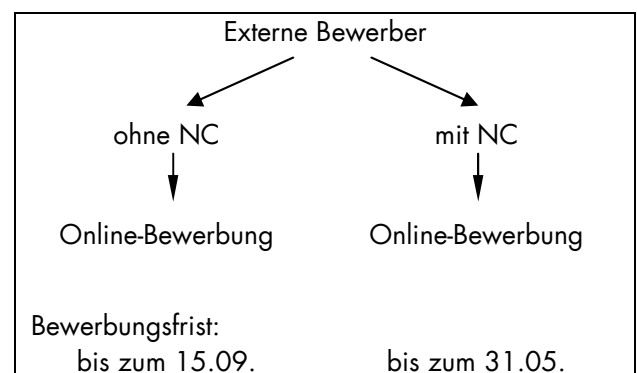 Externe Bewerber
ohne NC mit NC
Online-Bewerbung Online-Bewerbung
Bewerbungsfrist:
bis zum 15.09. bis zum 31.05.